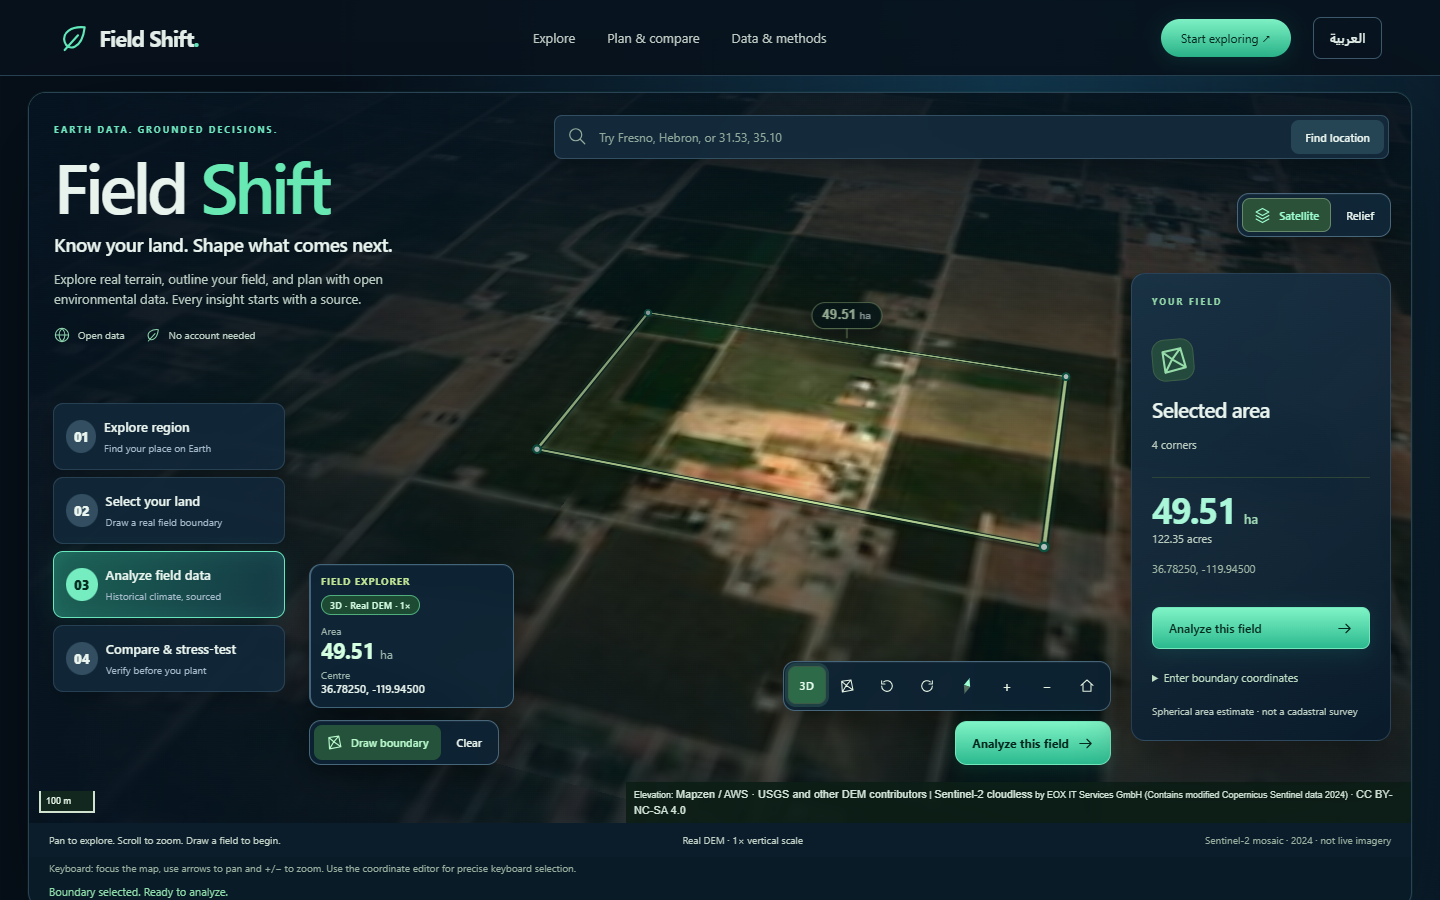 Field Shift.
Explore
Plan & compare
Data & methods
Start exploring ↗
العربية
EARTH DATA. GROUNDED DECISIONS.
Field Shift
Know your land. Shape what comes next.
Explore real terrain, outline your field, and plan with open
environmental data. Every insight starts with a source.
Open data
No account needed
Try Fresno, Hebron, or 31.53, 35.10
Find location
Satellite
Relief
01
Explore region
Find your place on Earth
02
Select your land
Draw a real field boundary
03
Analyze field data
Historical climate, sourced
04
Compare & stress-test
Verify before you plant
FIELD EXPLORER
3D · Real DEM · 1×
Area
49.51 ha
Centre
36.78250, -119.94500
Draw boundary
Clear
49.51 ha
3D
+
−
Analyze this field →
YOUR FIELD
Selected area
4 corners
49.51 ha
122.35 acres
36.78250, -119.94500
Analyze this field →
▶ Enter boundary coordinates
Spherical area estimate · not a cadastral survey
100 m
Elevation: Mapzen / AWS · USGS and other DEM contributors | Sentinel-2 cloudless by EOX IT Services GmbH (Contains modified Copernicus Sentinel data 2024) · CC BY-
NC-SA 4.0
Pan to explore. Scroll to zoom. Draw a field to begin.
Real DEM · 1× vertical scale
Sentinel-2 mosaic · 2024 · not live imagery
Keyboard: focus the map, use arrows to pan and +/− to zoom. Use the coordinate editor for precise keyboard selection.
Boundary selected. Ready to analyze.